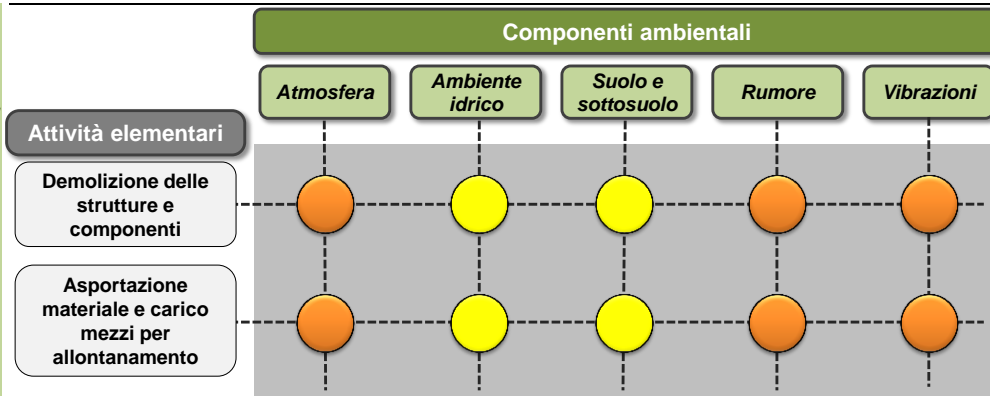 Componenti ambientali
Atmosfera
Ambiente
idrico
Suolo e
sottosuolo
Rumore
Vibrazioni
Attività elementari
Demolizione delle
strutture e
componenti
Asportazione
materiale e carico
mezzi per
allontanamento